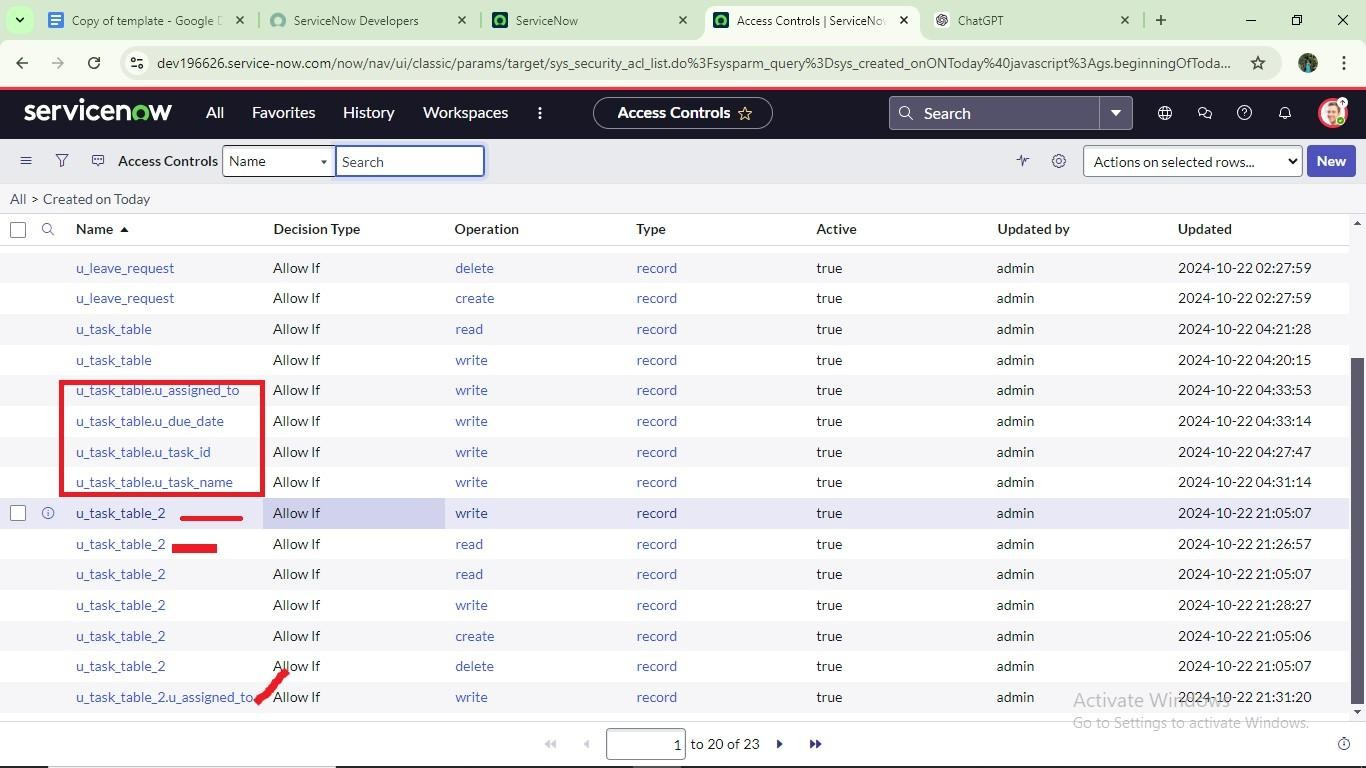 Copy of template - Google D
ServiceNow Developers
ServiceNow
Access Controls | ServiceNow
ChatGPT
dev196626.service-now.com/now/nav/ui/classic/params/target/sys_security_acl_list.do%3Fsysparm_query%3Dsys_created_onONToday%40javascript%3Ags.beginningOfToda...
servicenow All Favorites History Workspaces Access Controls Search
Access Controls Name Search Actions on selected rows... New
All > Created on Today
Name Decision Type Operation Type Active Updated by Updated
u_leave_request Allow If delete record true admin 2024-10-22 02:27:59
u_leave_request Allow If create record true admin 2024-10-22 02:27:59
u_task_table Allow If read record true admin 2024-10-22 04:21:28
u_task_table Allow If write record true admin 2024-10-22 04:20:15
u_task_table.u_assigned_to Allow If write record true admin 2024-10-22 04:33:53
u_task_table.u_due_date Allow If write record true admin 2024-10-22 04:33:14
u_task_table.u_task_id Allow If write record true admin 2024-10-22 04:27:47
u_task_table.u_task_name Allow If write record true admin 2024-10-22 04:31:14
u_task_table_2 Allow If write record true admin 2024-10-22 21:05:07
u_task_table_2 Allow If read record true admin 2024-10-22 21:26:57
u_task_table_2 Allow If read record true admin 2024-10-22 21:05:07
u_task_table_2 Allow If write record true admin 2024-10-22 21:28:27
u_task_table_2 Allow If create record true admin 2024-10-22 21:05:06
u_task_table_2 Allow If delete record true admin 2024-10-22 21:05:07
u_task_table_2.u_assigned_to Allow If write record true admin 2024-10-22 21:31:20
Activate Windows
Go to Settings to activate Windows.
1 to 20 of 23